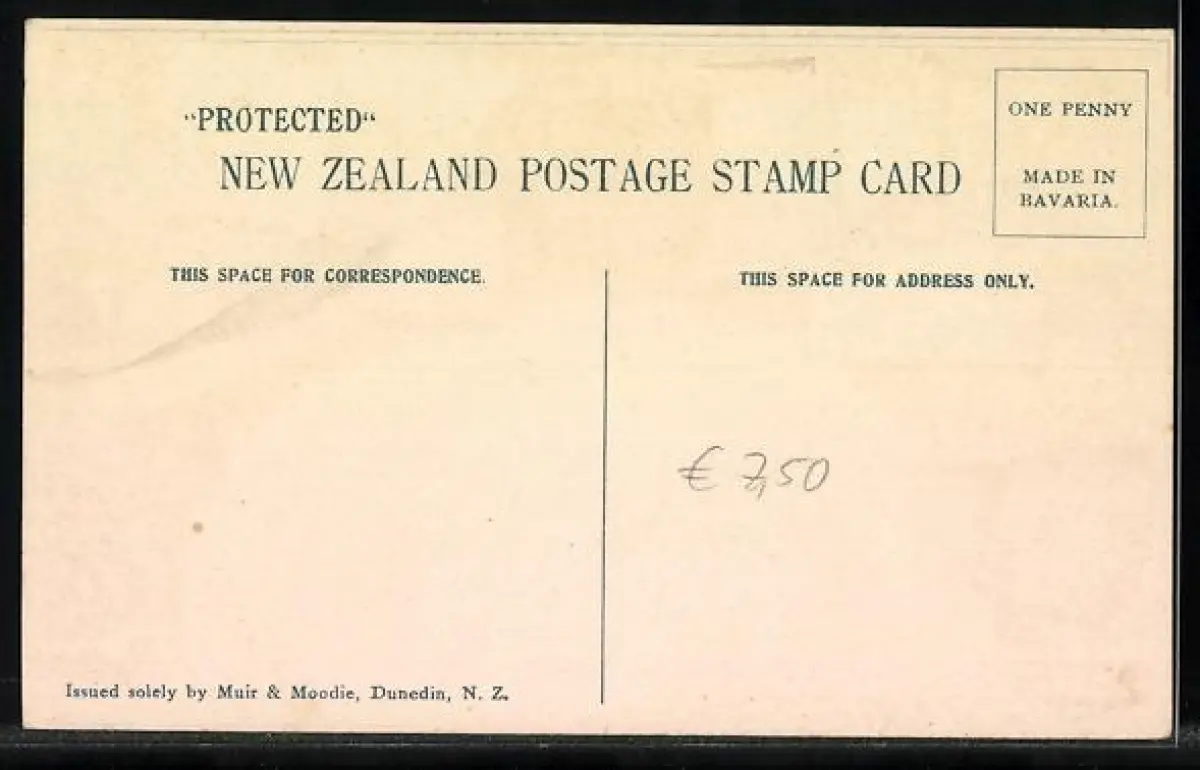 “PROTECTED“
NEW ZEALAND POSTAGE STAMP CARD
ONE PENNY
MADE IN
BAVARIA.
THIS SPACE FOR CORRESPONDENCE.
THIS SPACE FOR ADDRESS ONLY.
€ 7,50
Issued solely by Muir & Moodie, Dunedin, N. Z.